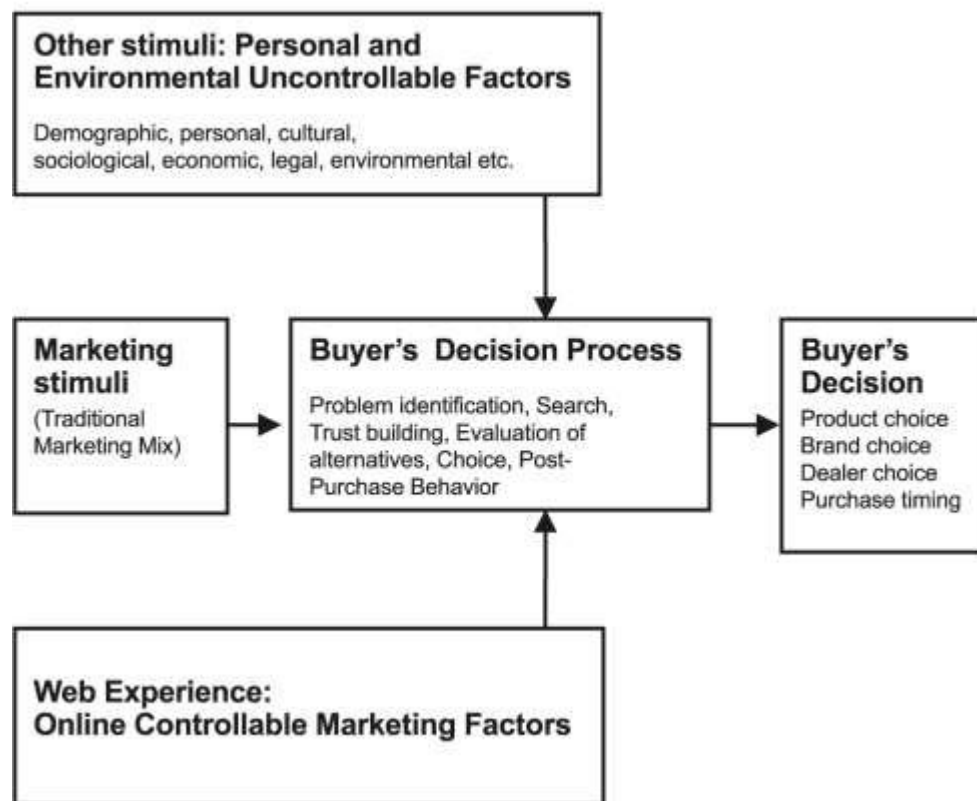 Other stimuli: Personal and
Environmental Uncontrollable Factors
Demographic, personal, cultural,
sociological, economic, legal, environmental etc.
Marketing
stimuli
(Traditional
Marketing Mix)
Buyer's Decision Process
Problem identification, Search,
Trust building, Evaluation of
alternatives, Choice, Post-
Purchase Behavior
Buyer's
Decision
Product choice
Brand choice
Dealer choice
Purchase timing
Web Experience:
Online Controllable Marketing Factors